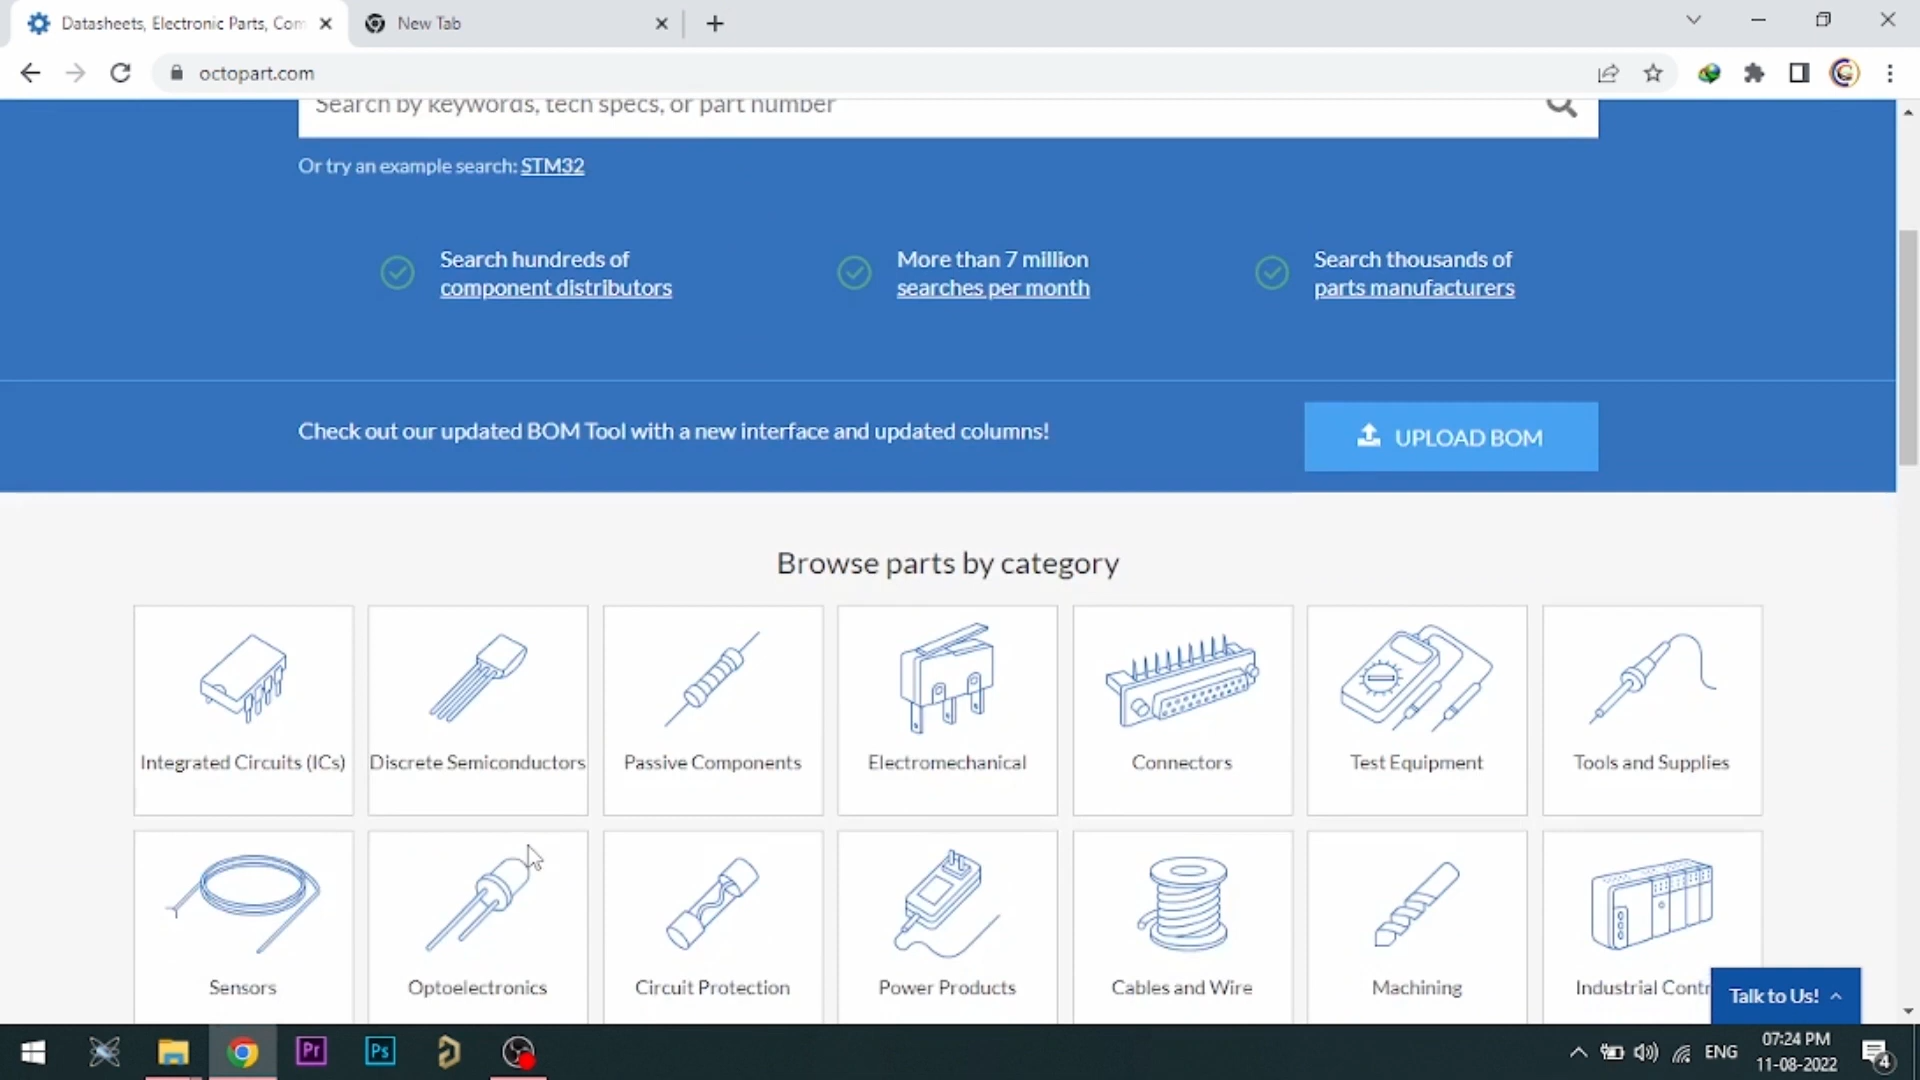 Datasheets, Electronic Parts, Com
New Tab
octopart.com
Search by keywords, tech specs, or part number
Or try an example search: STM32
Search hundreds of
component distributors
More than 7 million
searches per month
Search thousands of
parts manufacturers
Check out our updated BOM Tool with a new interface and updated columns!
UPLOAD BOM
Browse parts by category
Integrated Circuits (ICs)
Discrete Semiconductors
Passive Components
Electromechanical
Connectors
Test Equipment
Tools and Supplies
Sensors
Optoelectronics
Circuit Protection
Power Products
Cables and Wire
Machining
Industrial Contr
Talk to Us!
Pr
Ps
ENG
07:24 PM
11-08-2022
4